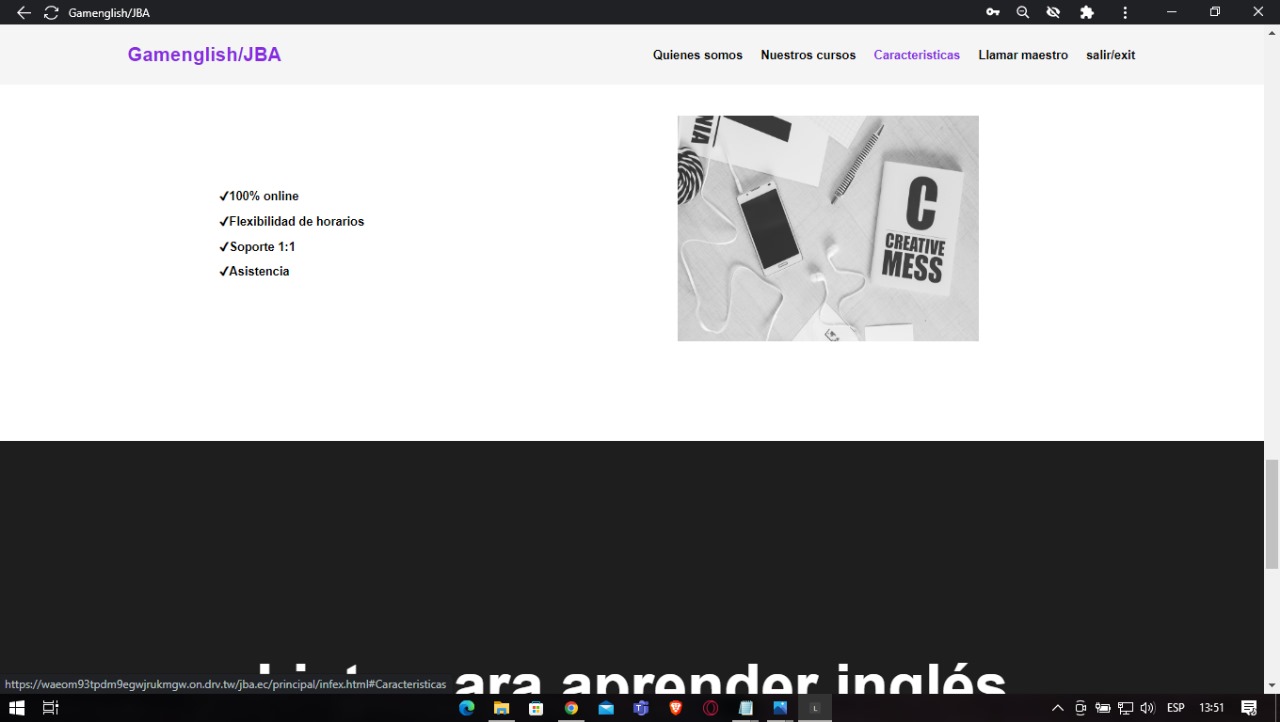 Gamenglish/JBA
Gamenglish/JBA
Quienes somos Nuestros cursos Caracteristicas Llamar maestro salir/exit
✓100% online
✓Flexibilidad de horarios
✓Soporte 1:1
✓Asistencia
C
CREATIVE
MESS
aprender inglés
https://waeom93tpdm9egwjrukmgw.on.drv.tw/jba.ec/principal/infex.html#Caracteristicas
ESP 13:51